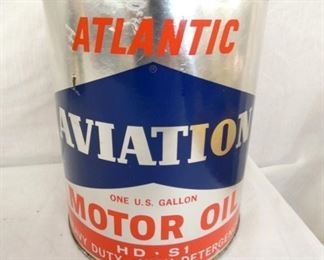 ATLANTIC
®
AVIATION
ONE U.S. GALLON
MOTOR OIL
HD - S1